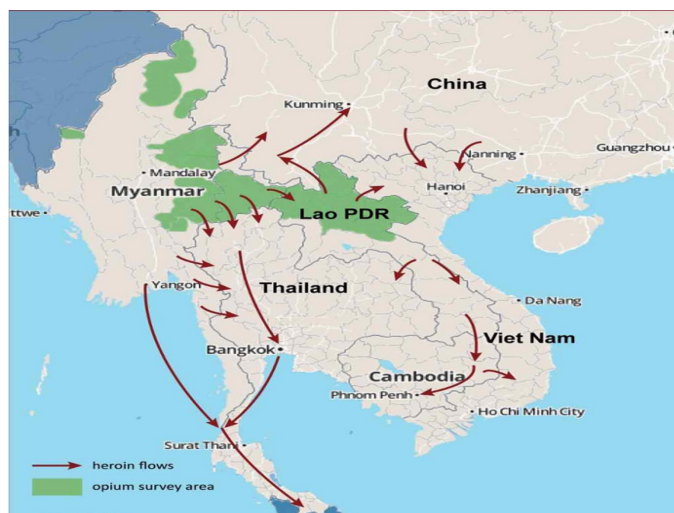 China
Kunming
Nanning
Guangzhou
Mandalay
Myanmar
Hanoi
Zhanjiang
ttwe
Lao PDR
Yangon
Thailand
Da Nang
Viet Nam
Bangkok
Cambodia
Phnom Penh
Ho Chi Minh City
Surat Thani
heroin flows
opium survey area